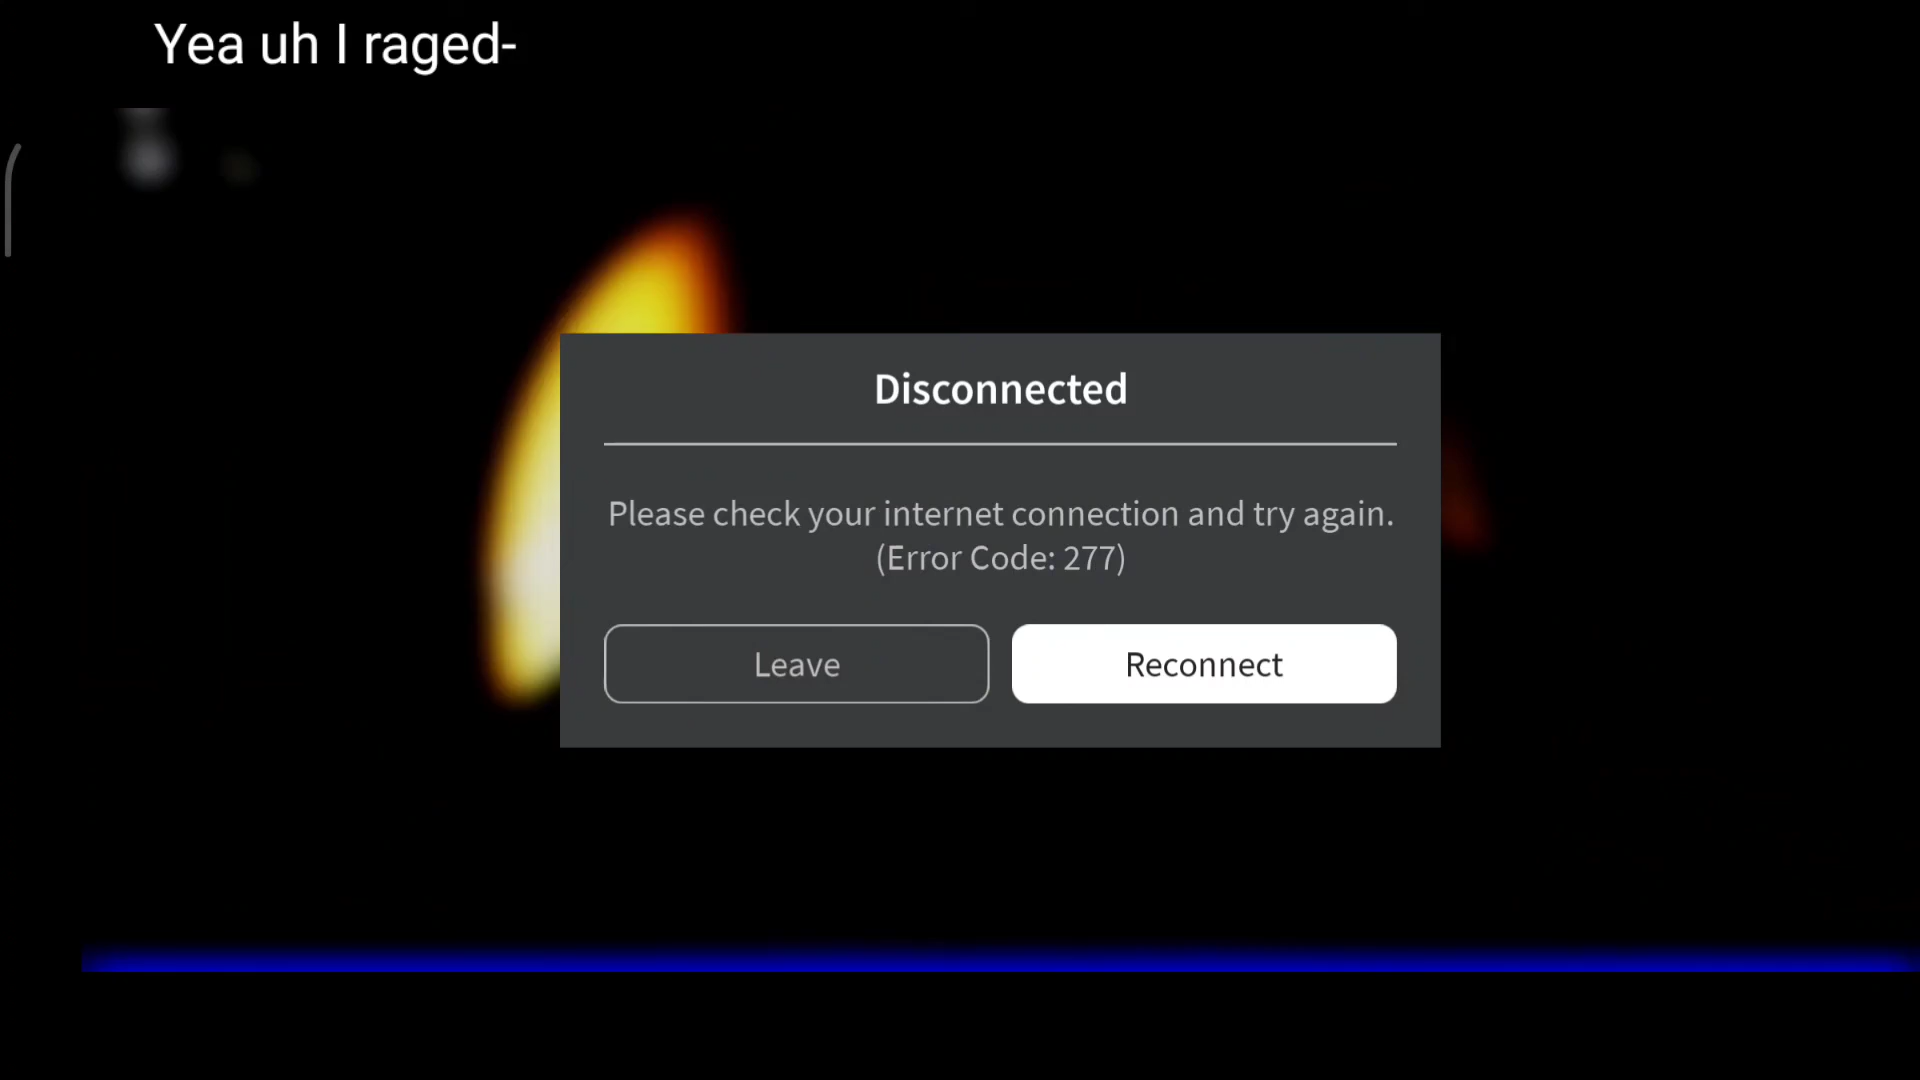 Yea uh I raged-
Disconnected
Please check your internet connection and try again.
(Error Code: 277)
Leave
Reconnect